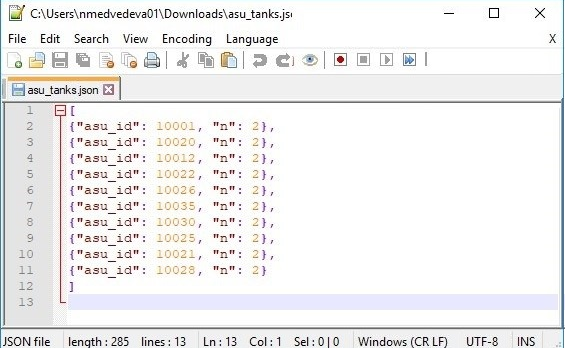 C:\Users\nmedvedeva01\Downloads\asu_tanks.js
File Edit Search View Encoding Language X
asu_tanks.json
1 [
2 {"asu_id": 10001, "n": 2},
3 {"asu_id": 10020, "n": 2},
4 {"asu_id": 10012, "n": 2},
5 {"asu_id": 10022, "n": 2},
6 {"asu_id": 10026, "n": 2},
7 {"asu_id": 10035, "n": 2},
8 {"asu_id": 10030, "n": 2},
9 {"asu_id": 10025, "n": 2},
10 {"asu_id": 10021, "n": 2},
11 {"asu_id": 10028, "n": 2}
12 ]
13
JSON file length : 285 lines : 13 Ln : 13 Col : 1 Sel : 0 | 0 Windows (CR LF) UTF-8 INS